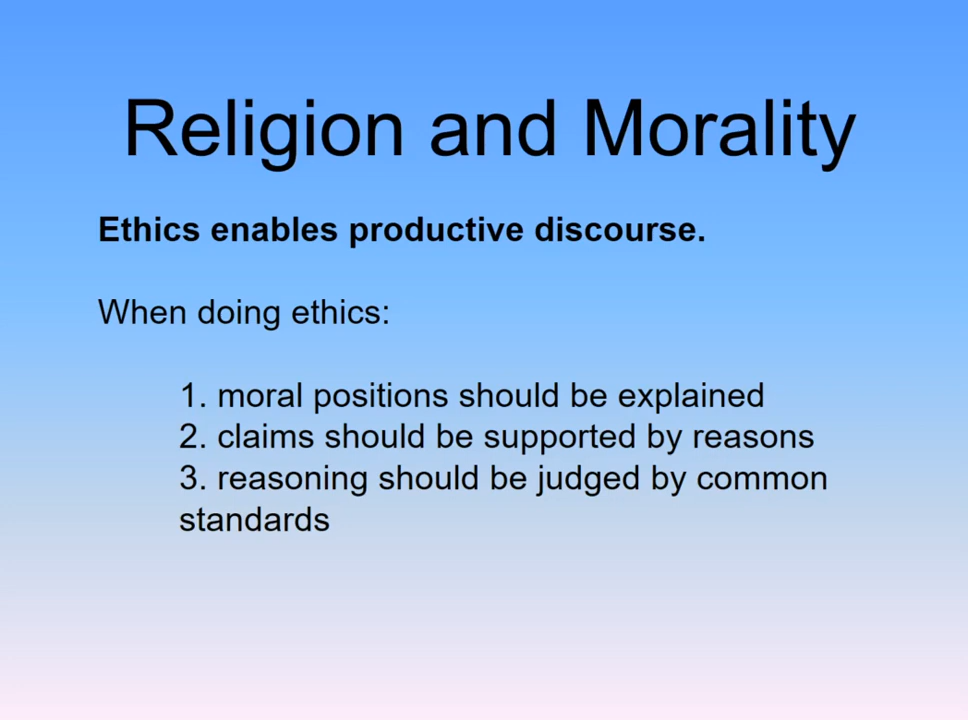 Religion and Morality
Ethics enables productive discourse.
When doing ethics:
1. moral positions should be explained
2. claims should be supported by reasons
3. reasoning should be judged by common
standards